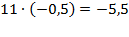 11 · (−0,5) = −5,5